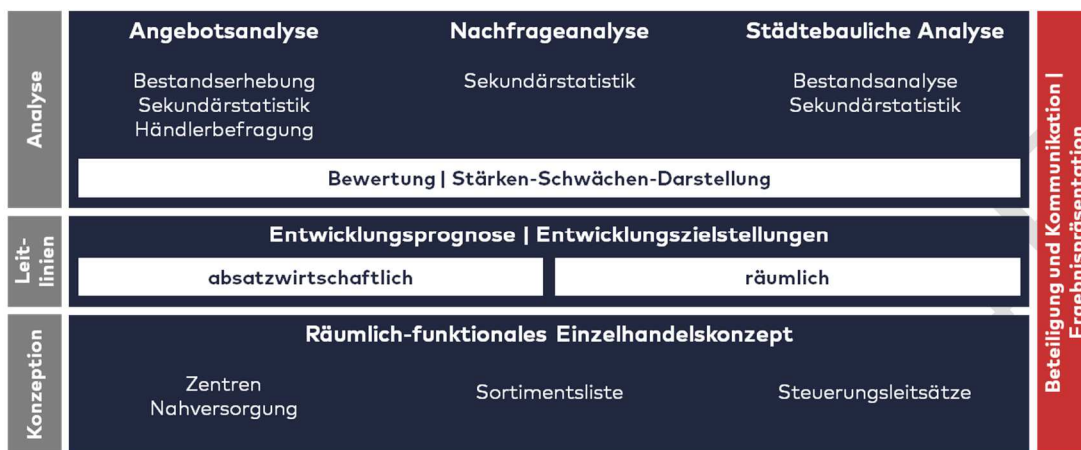 Analyse
Angebotsanalyse
Bestandserhebung
Sekundärstatistik
Händlerbefragung
Nachfrageanalyse
Sekundärstatistik
Städtebauliche Analyse
Bestandsanalyse
Sekundärstatistik
Bewertung | Stärken-Schwächen-Darstellung
Leit-
linien
Entwicklungsprognose | Entwicklungszielstellungen
absatzwirtschaftlich
räumlich
Konzeption
Räumlich-funktionales Einzelhandelskonzept
Zentren
Nahversorgung
Sortimentsliste
Steuerungsleitsätze
Beteiligung und Kommunikation |
Ergebnispräsentation